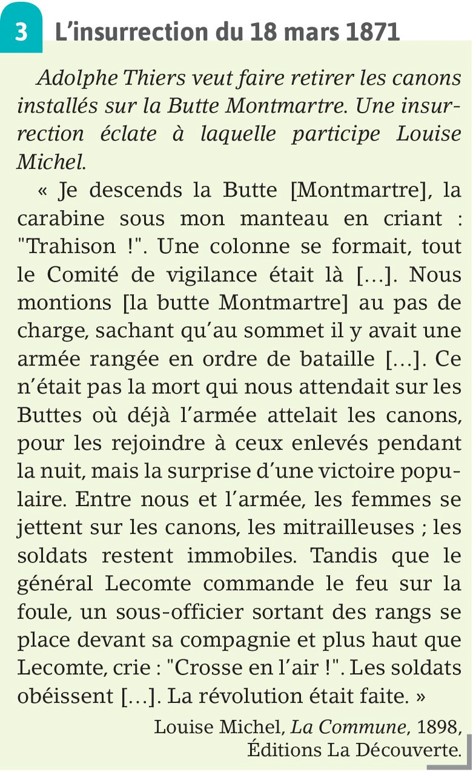 3 L’insurrection du 18 mars 1871
Adolphe Thiers veut faire retirer les canons
installés sur la Butte Montmartre. Une insur-
rection éclate à laquelle participe Louise
Michel.
« Je descends la Butte [Montmartre], la
carabine sous mon manteau en criant :
"Trahison !". Une colonne se formait, tout
le Comité de vigilance était là […]. Nous
montions [la butte Montmartre] au pas de
charge, sachant qu’au sommet il y avait une
armée rangée en ordre de bataille […]. Ce
n’était pas la mort qui nous attendait sur les
Buttes où déjà l’armée attelait les canons,
pour les rejoindre à ceux enlevés pendant
la nuit, mais la surprise d’une victoire popu-
laire. Entre nous et l’armée, les femmes se
jettent sur les canons, les mitrailleuses ; les
soldats restent immobiles. Tandis que le
général Lecomte commande le feu sur la
foule, un sous-officier sortant des rangs se
place devant sa compagnie et plus haut que
Lecomte, crie : "Crosse en l’air !". Les soldats
obéissent […]. La révolution était faite. »
Louise Michel, La Commune, 1898,
Éditions La Découverte.